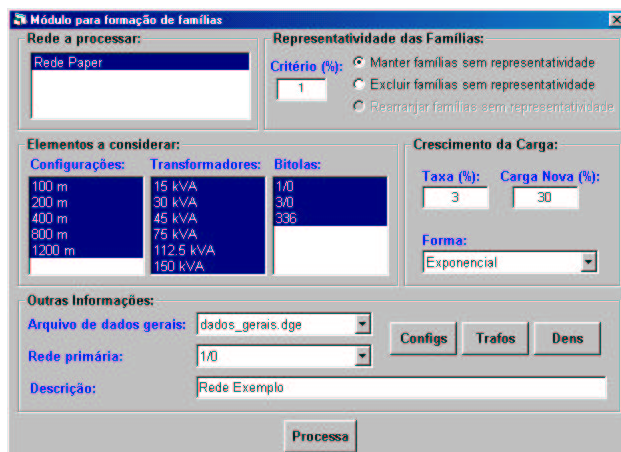 Módulo para formação de famílias
Rede a processar:
Rede Paper
Representatividade das Famílias:
Critério (%):
1
Manter famílias sem representatividade
Excluir famílias sem representatividade
Rearranjar famílias sem representatividade
Elementos a considerar:
Configurações:
100 m
200 m
400 m
800 m
1200 m
Transformadores:
15 kVA
30 kVA
45 kVA
75 kVA
112.5 kVA
150 kVA
Bitolas:
1/0
3/0
336
Crescimento da Carga:
Taxa (%):
3
Carga Nova (%):
30
Forma:
Exponencial
Outras Informações:
Arquivo de dados gerais:
dados_gerais.dge
Rede primária:
1/0
Configs
Trafos
Dens
Descrição:
Rede Exemplo
Processa